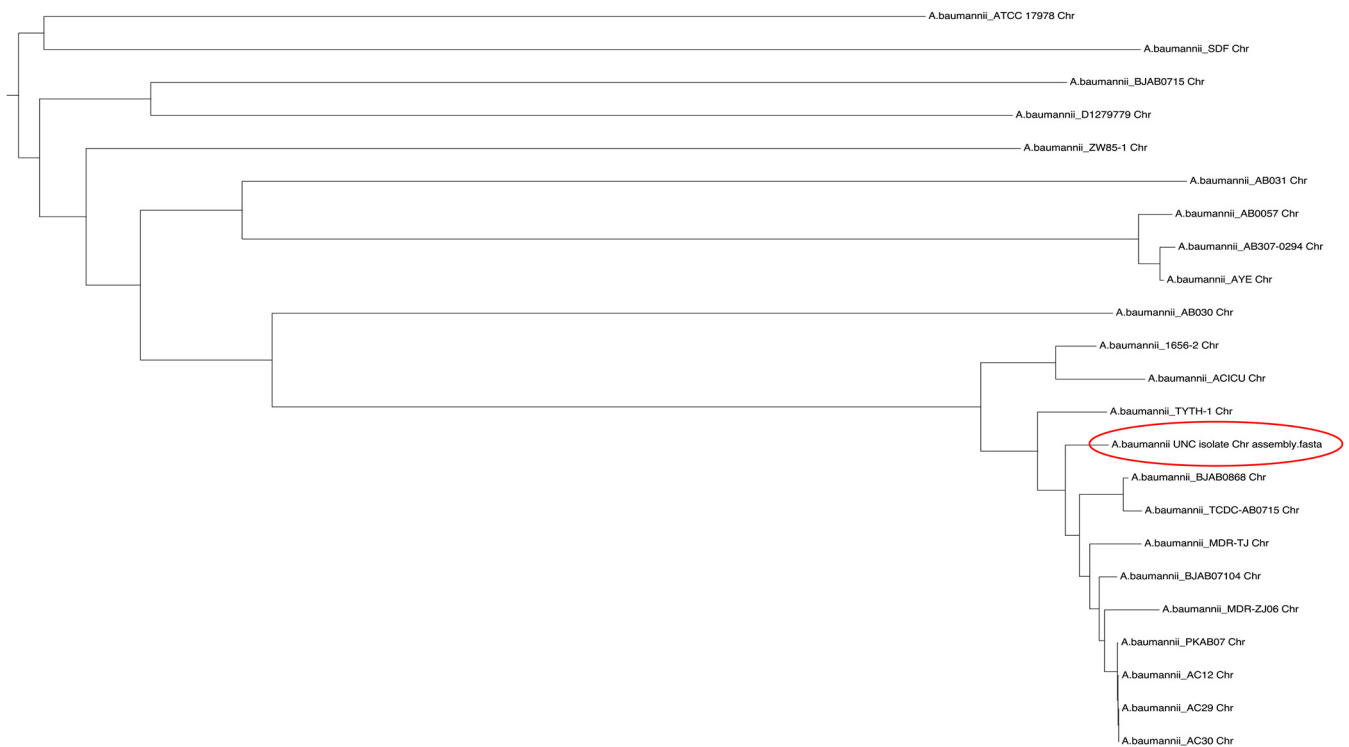 A.baumannii_ATCC 17978 Chr
A.baumannii_SDF Chr
A.baumannii_BJAB0715 Chr
A.baumannii_D1279779 Chr
A.baumannii_ZW85-1 Chr
A.baumannii_AB031 Chr
A.baumannii_AB0057 Chr
A.baumannii_AB307-0294 Chr
A.baumannii_AYE Chr
A.baumannii_AB030 Chr
A.baumannii_1656-2 Chr
A.baumannii_ACICU Chr
A.baumannii_TYTH-1 Chr
A.baumannii UNC isolate Chr assembly.fasta
A.baumannii_BJAB0868 Chr
A.baumannii_TCDC-AB0715 Chr
A.baumannii_MDR-TJ Chr
A.baumannii_BJAB07104 Chr
A.baumannii_MDR-ZJ06 Chr
A.baumannii_PKAB07 Chr
A.baumannii_AC12 Chr
A.baumannii_AC29 Chr
A.baumannii_AC30 Chr